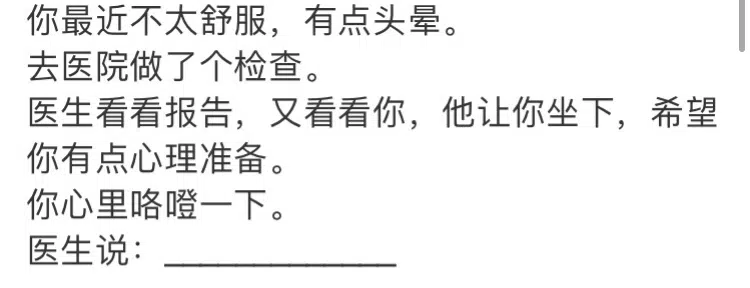 你最近不太舒服，有点头晕。
去医院做了个检查。
医生看看报告，又看看你，他让你坐下，希望
你有点心理准备。
你心里咯噔一下。
医生说：______________